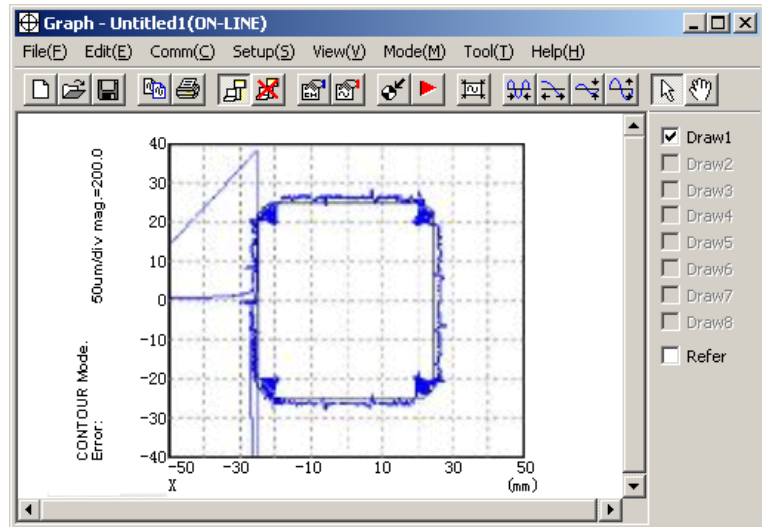 Graph - Untitled1(ON-LINE)
File(F) Edit(E) Comm(C) Setup(S) View(V) Mode(M) Tool(T) Help(H)
CONTOUR Mode. 50um/div mag.=200.0
Error:
40
30
20
10
0
-10
-20
-30
-40
-50 -30 -10 10 30 50
X (mm)
Draw1
Draw2
Draw3
Draw4
Draw5
Draw6
Draw7
Draw8
Refer